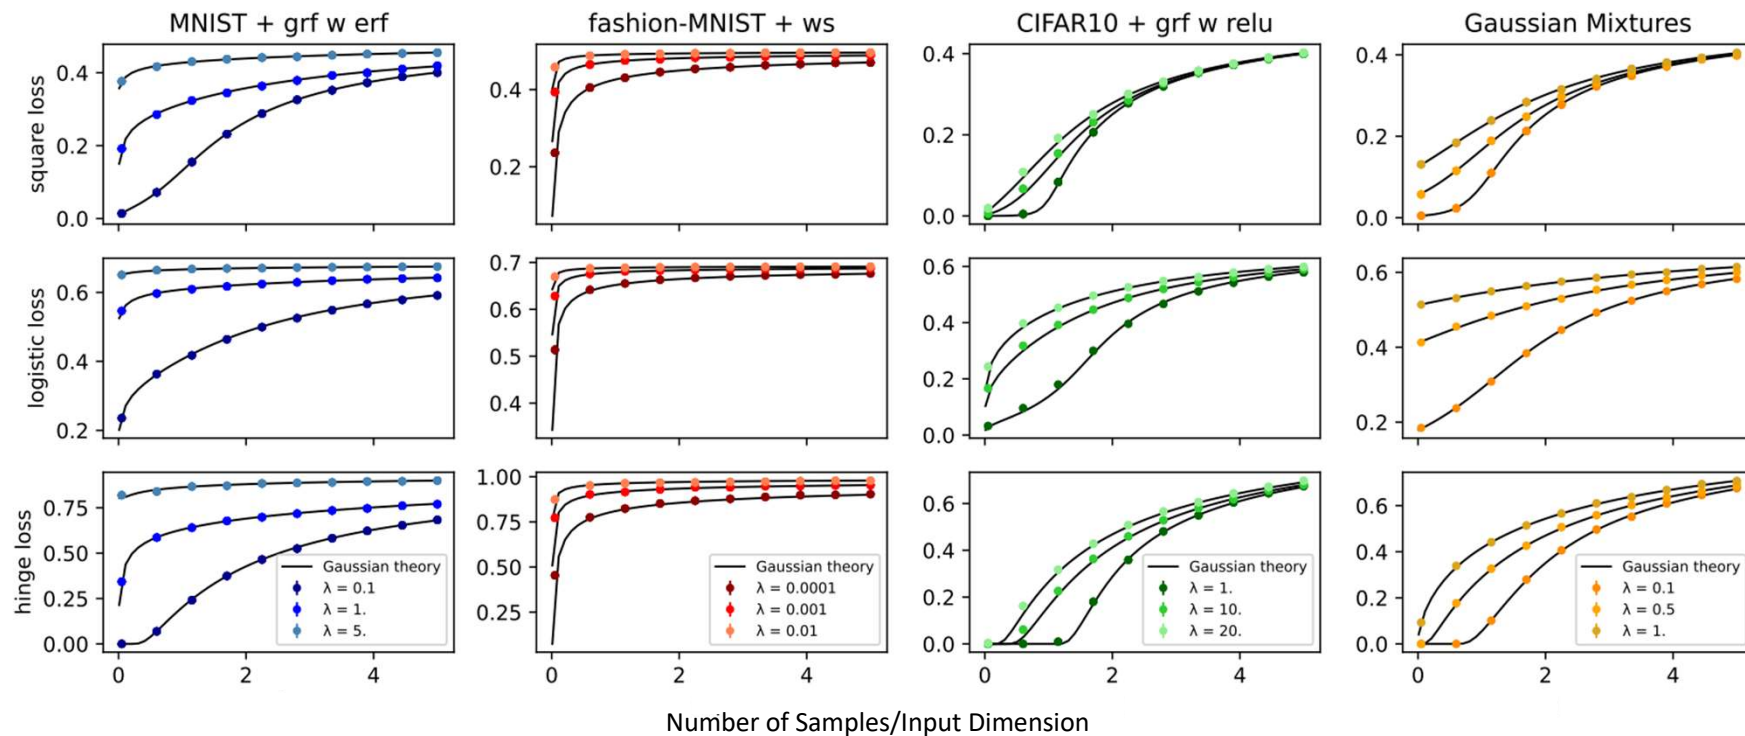 MNIST + grf w erf
fashion-MNIST + ws
CIFAR10 + grf w relu
Gaussian Mixtures
square loss
0.4
0.2
0.0
0.4
0.2
0.4
0.2
0.0
0.4
0.2
0.0
logistic loss
0.6
0.4
0.2
0.7
0.6
0.5
0.4
0.6
0.4
0.2
0.0
0.6
0.4
0.2
hinge loss
0.75
0.50
0.25
0.00
Gaussian theory
λ = 0.1
λ = 1.
λ = 5.
0 2 4
1.00
0.75
0.50
0.25
Gaussian theory
λ = 0.0001
λ = 0.001
λ = 0.01
0 2 4
0.6
0.4
0.2
0.0
Gaussian theory
λ = 1.
λ = 10.
λ = 20.
0 2 4
0.6
0.4
0.2
0.0
Gaussian theory
λ = 0.1
λ = 0.5
λ = 1.
0 2 4
Number of Samples/Input Dimension